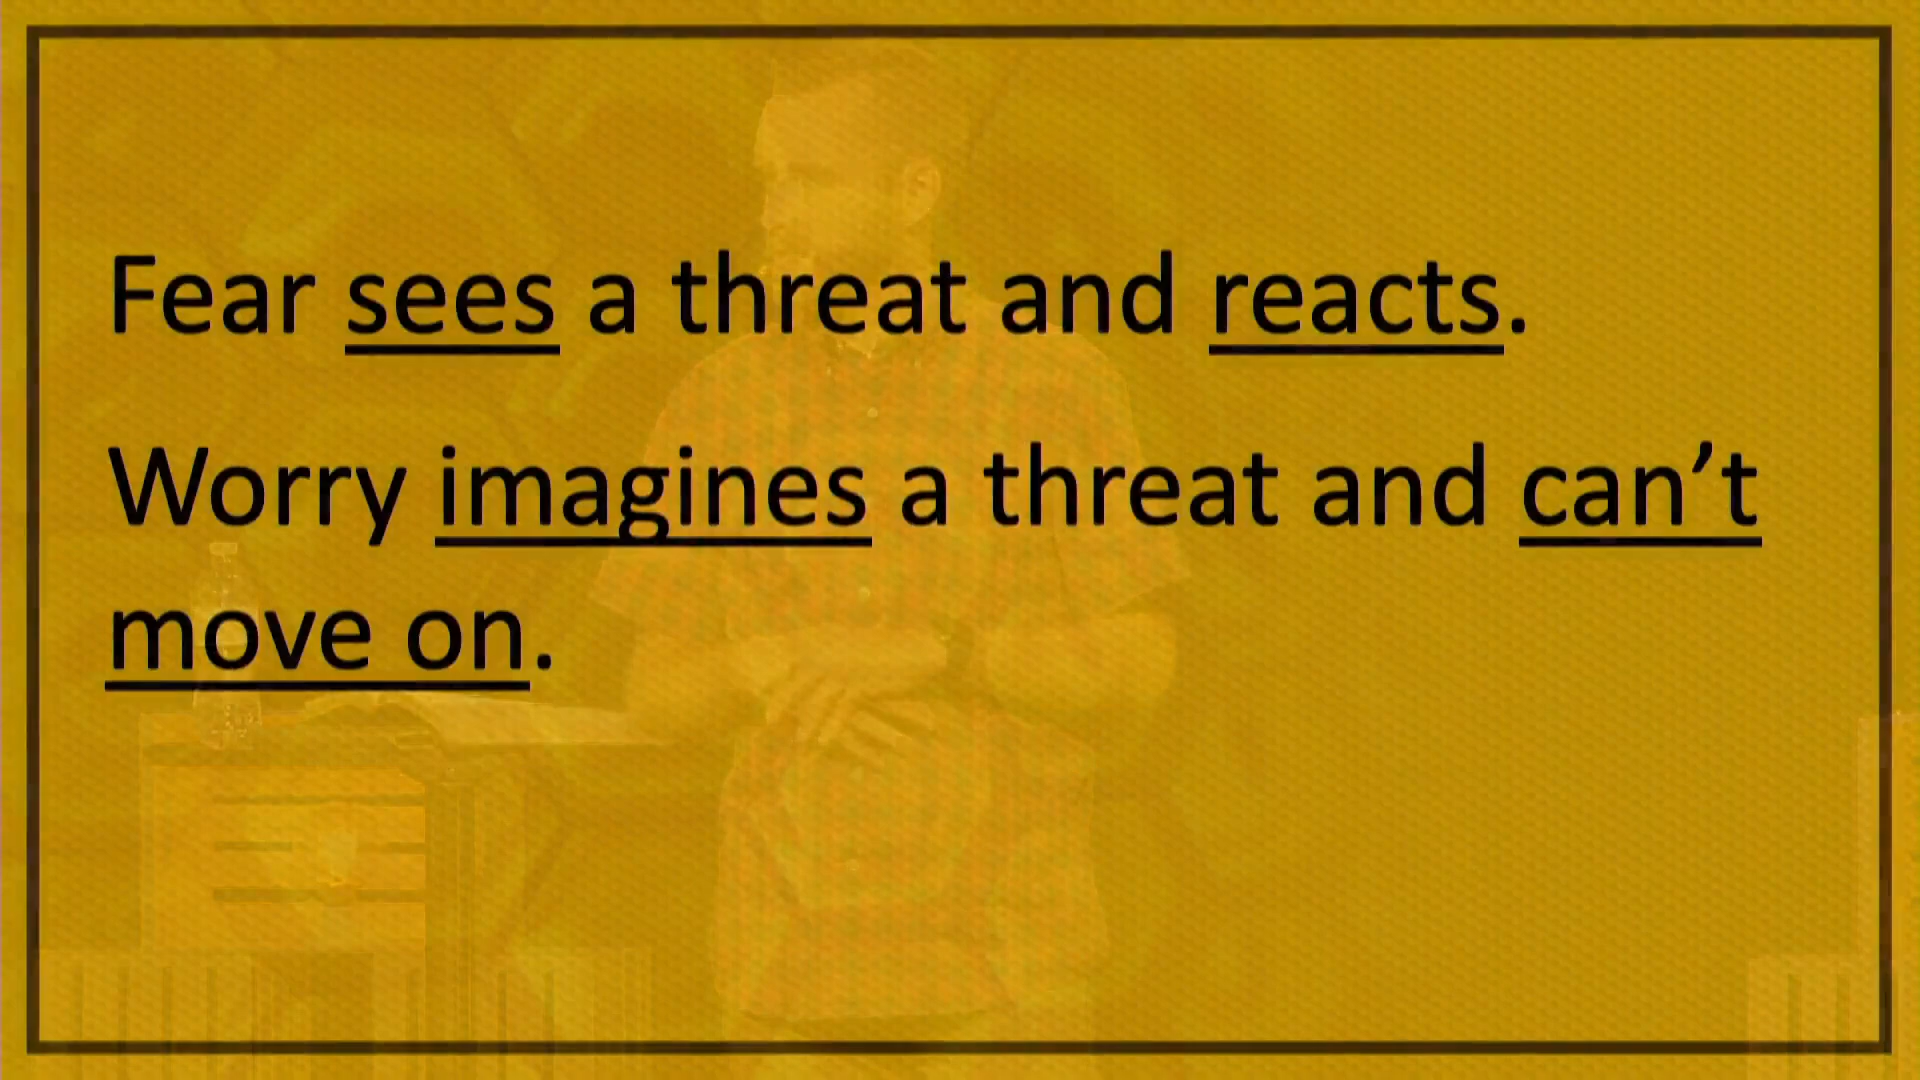 Fear sees a threat and reacts.
Worry imagines a threat and can’t
move on.